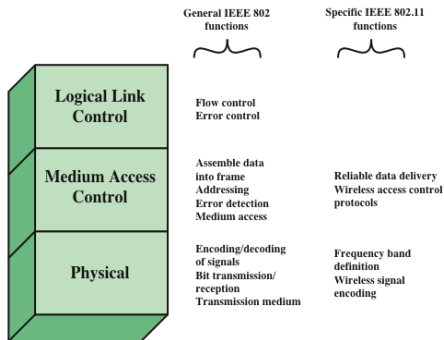 General IEEE 802
functions
Specific IEEE 802.11
functions
Logical Link
Control
Flow control
Error control
Medium Access
Control
Assemble data
into frame
Addressing
Error detection
Medium access
Reliable data delivery
Wireless access control
protocols
Physical
Encoding/decoding
of signals
Bit transmission/
reception
Transmission medium
Frequency band
definition
Wireless signal
encoding